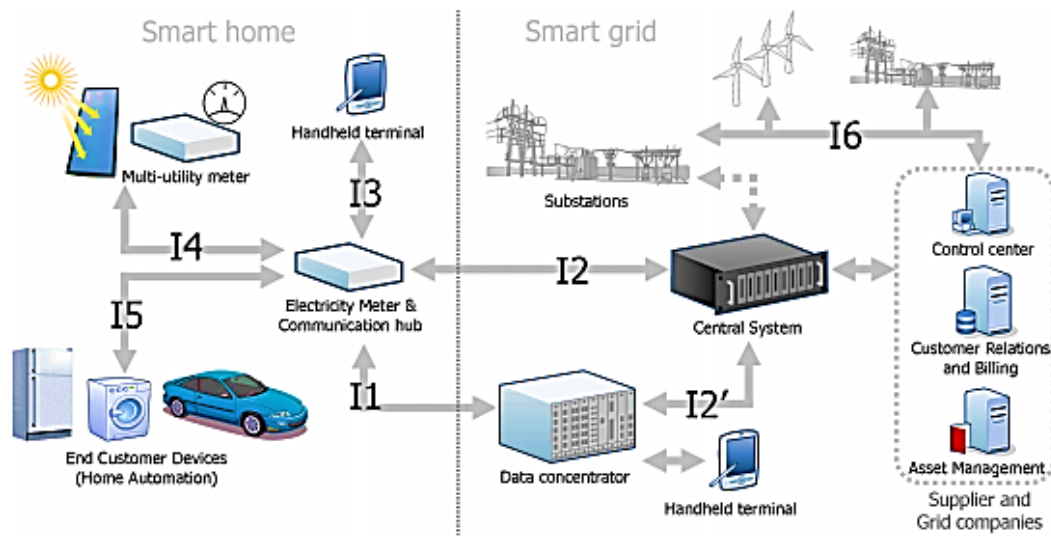 Smart home
Smart grid
Handheld terminal
Multi-utility meter
I3
I6
Substations
Control center
I4
I2
Electricity Meter &
Communication hub
Central System
I5
Customer Relations
and Billing
I1
I2′
End Customer Devices
(Home Automation)
Data concentrator
Handheld terminal
Asset Management
Supplier and
Grid companies